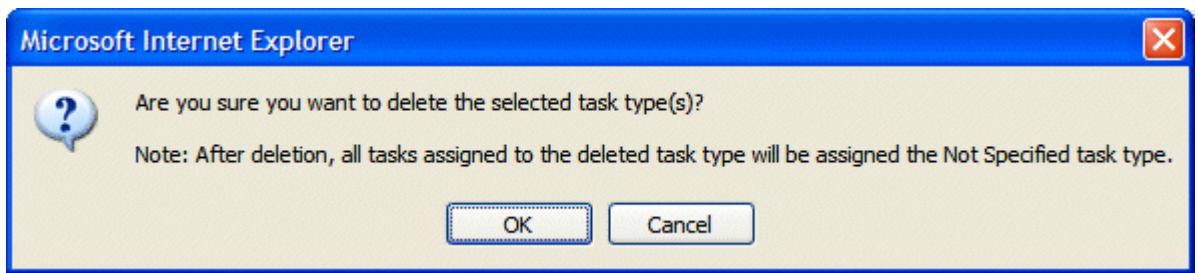 Microsoft Internet Explorer
Are you sure you want to delete the selected task type(s)?
Note: After deletion, all tasks assigned to the deleted task type will be assigned the Not Specified task type.
OK Cancel